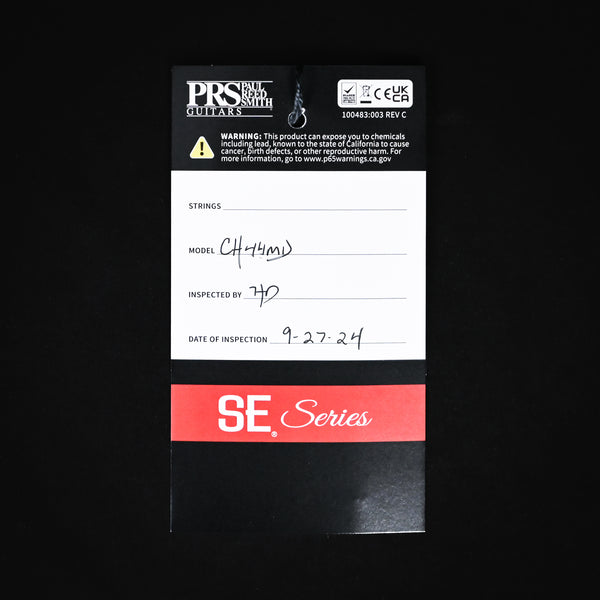 PRS PAUL REED SMITH
GUITARS
UK CA
100483:003 REV C
WARNING: This product can expose you to chemicals
including lead, known to the state of California to cause
cancer, birth defects, or other reproductive harm. For
more information, go to www.p65warnings.ca.gov
STRINGS
MODEL CH44MD
INSPECTED BY
DATE OF INSPECTION 9-27-24
SE® Series